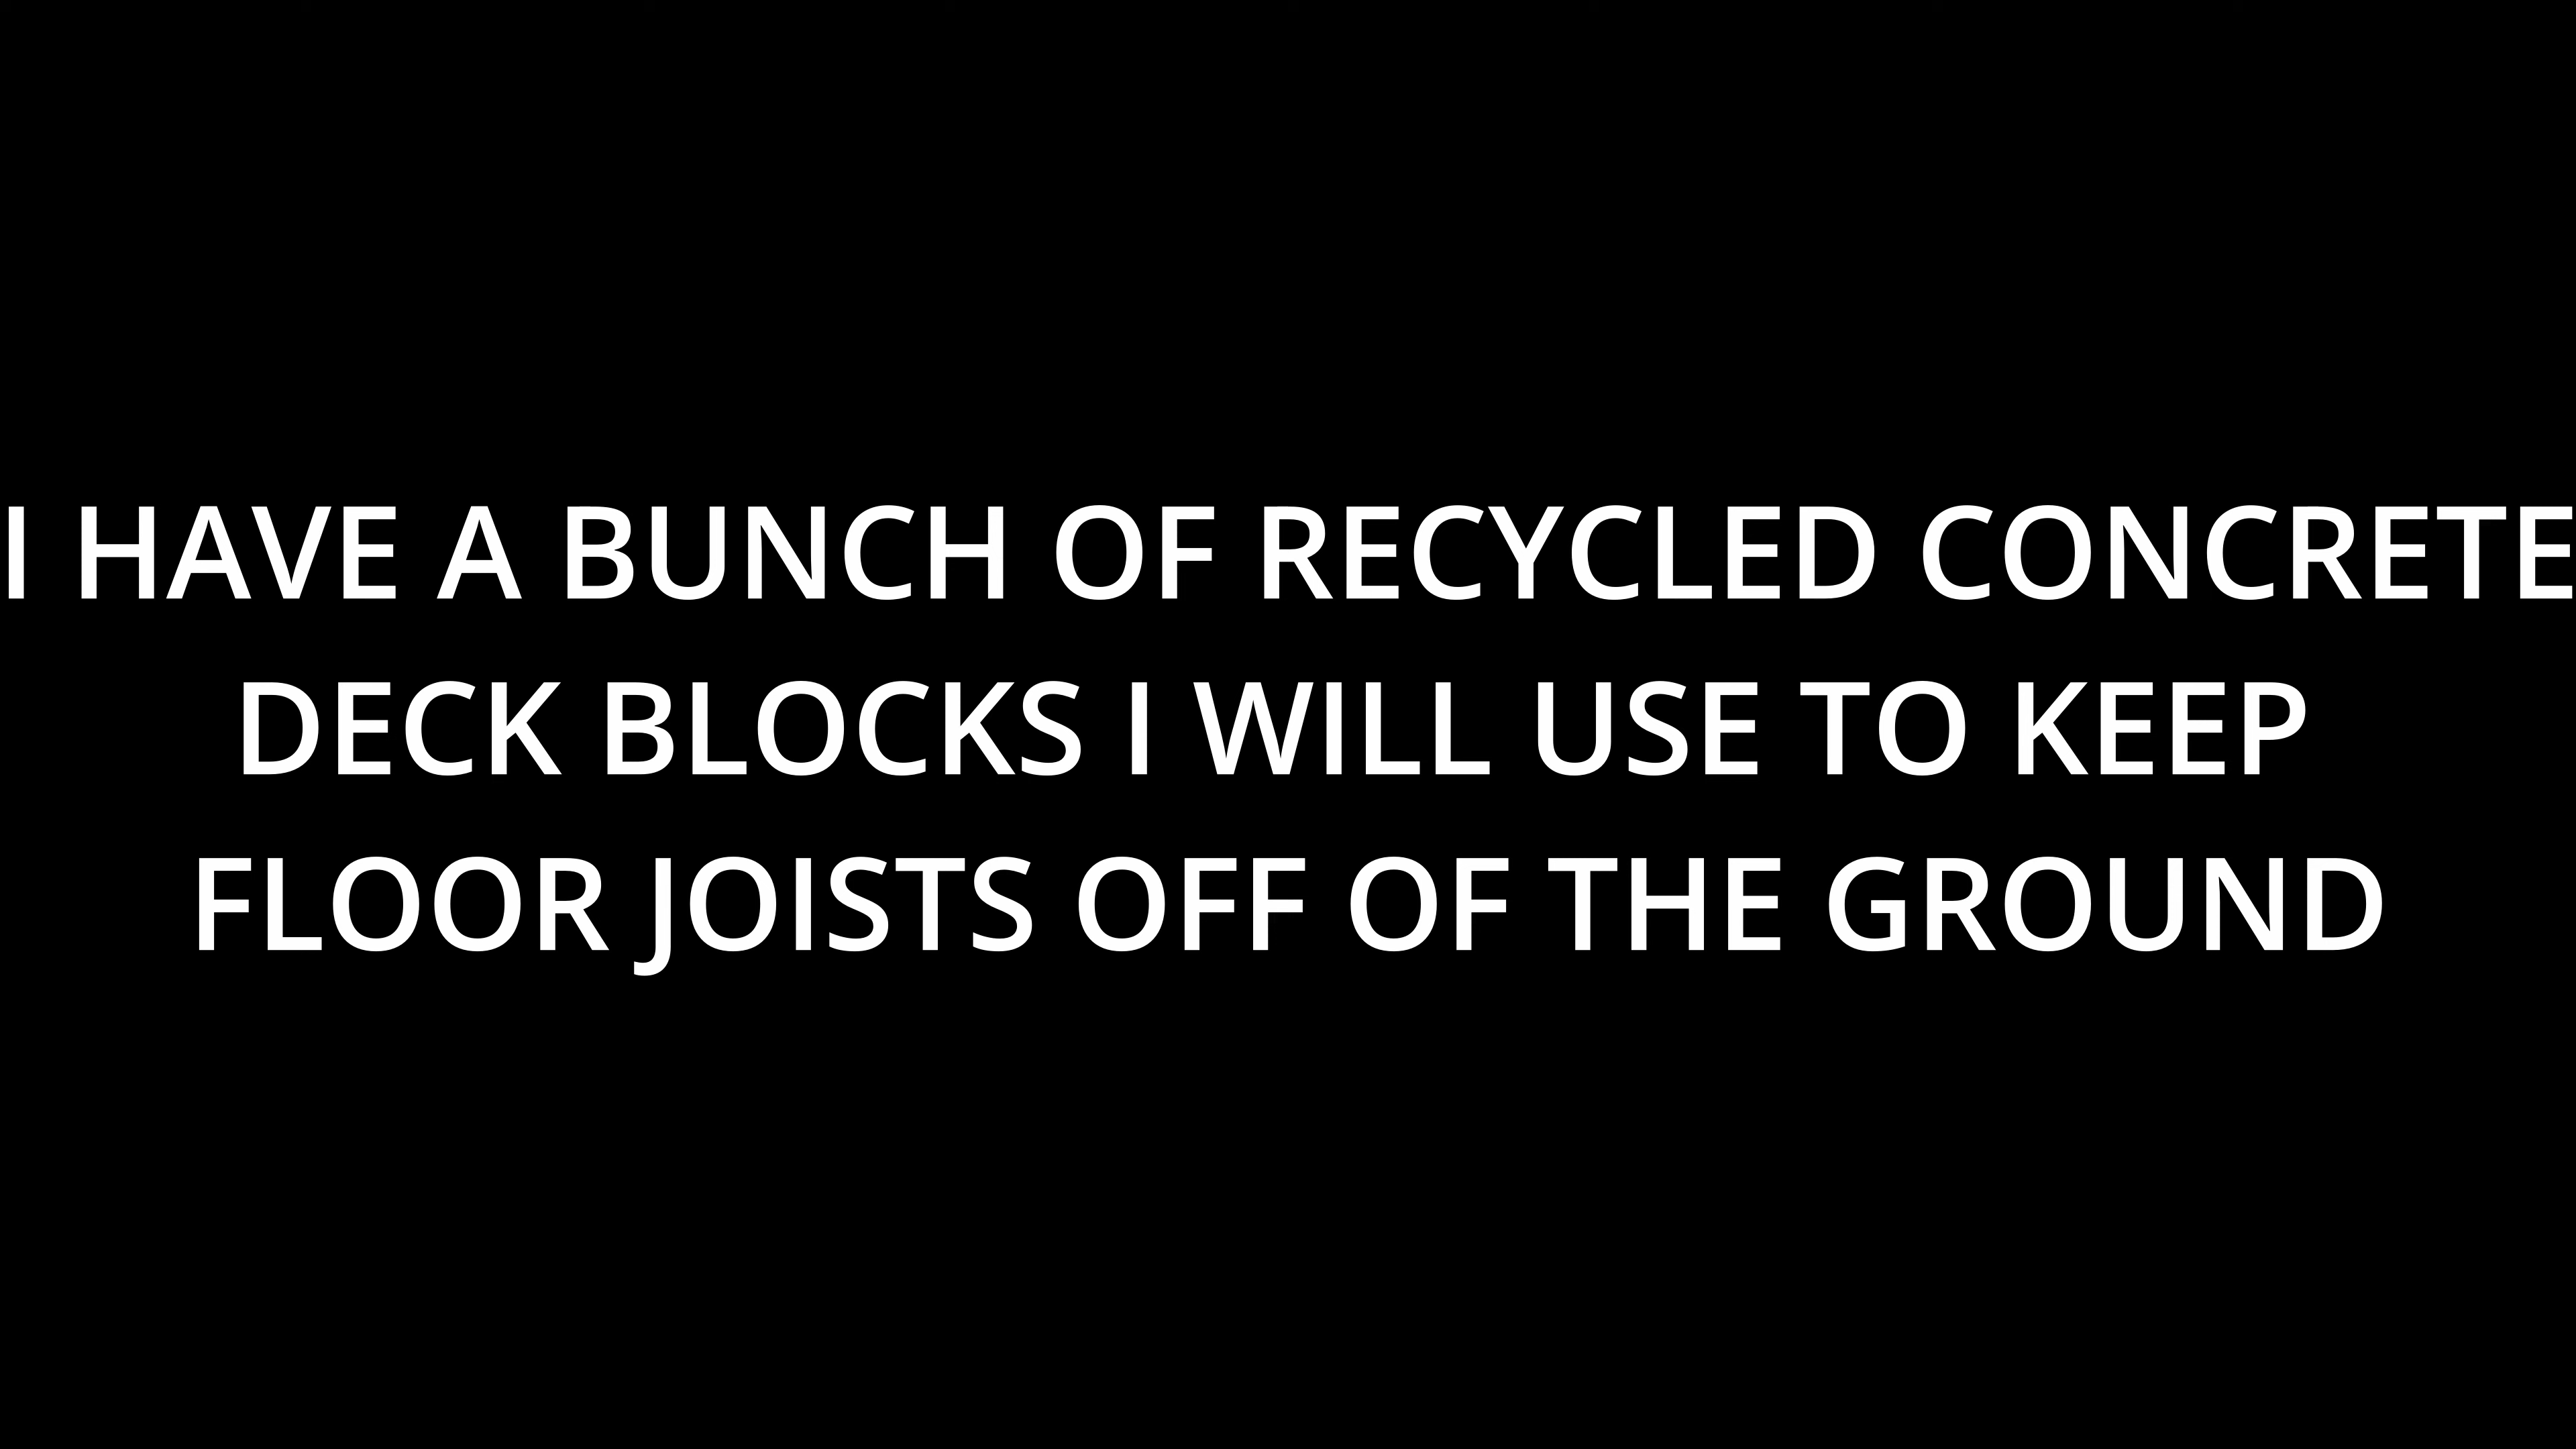 I HAVE A BUNCH OF RECYCLED CONCRETE
DECK BLOCKS I WILL USE TO KEEP
FLOOR JOISTS OFF OF THE GROUND